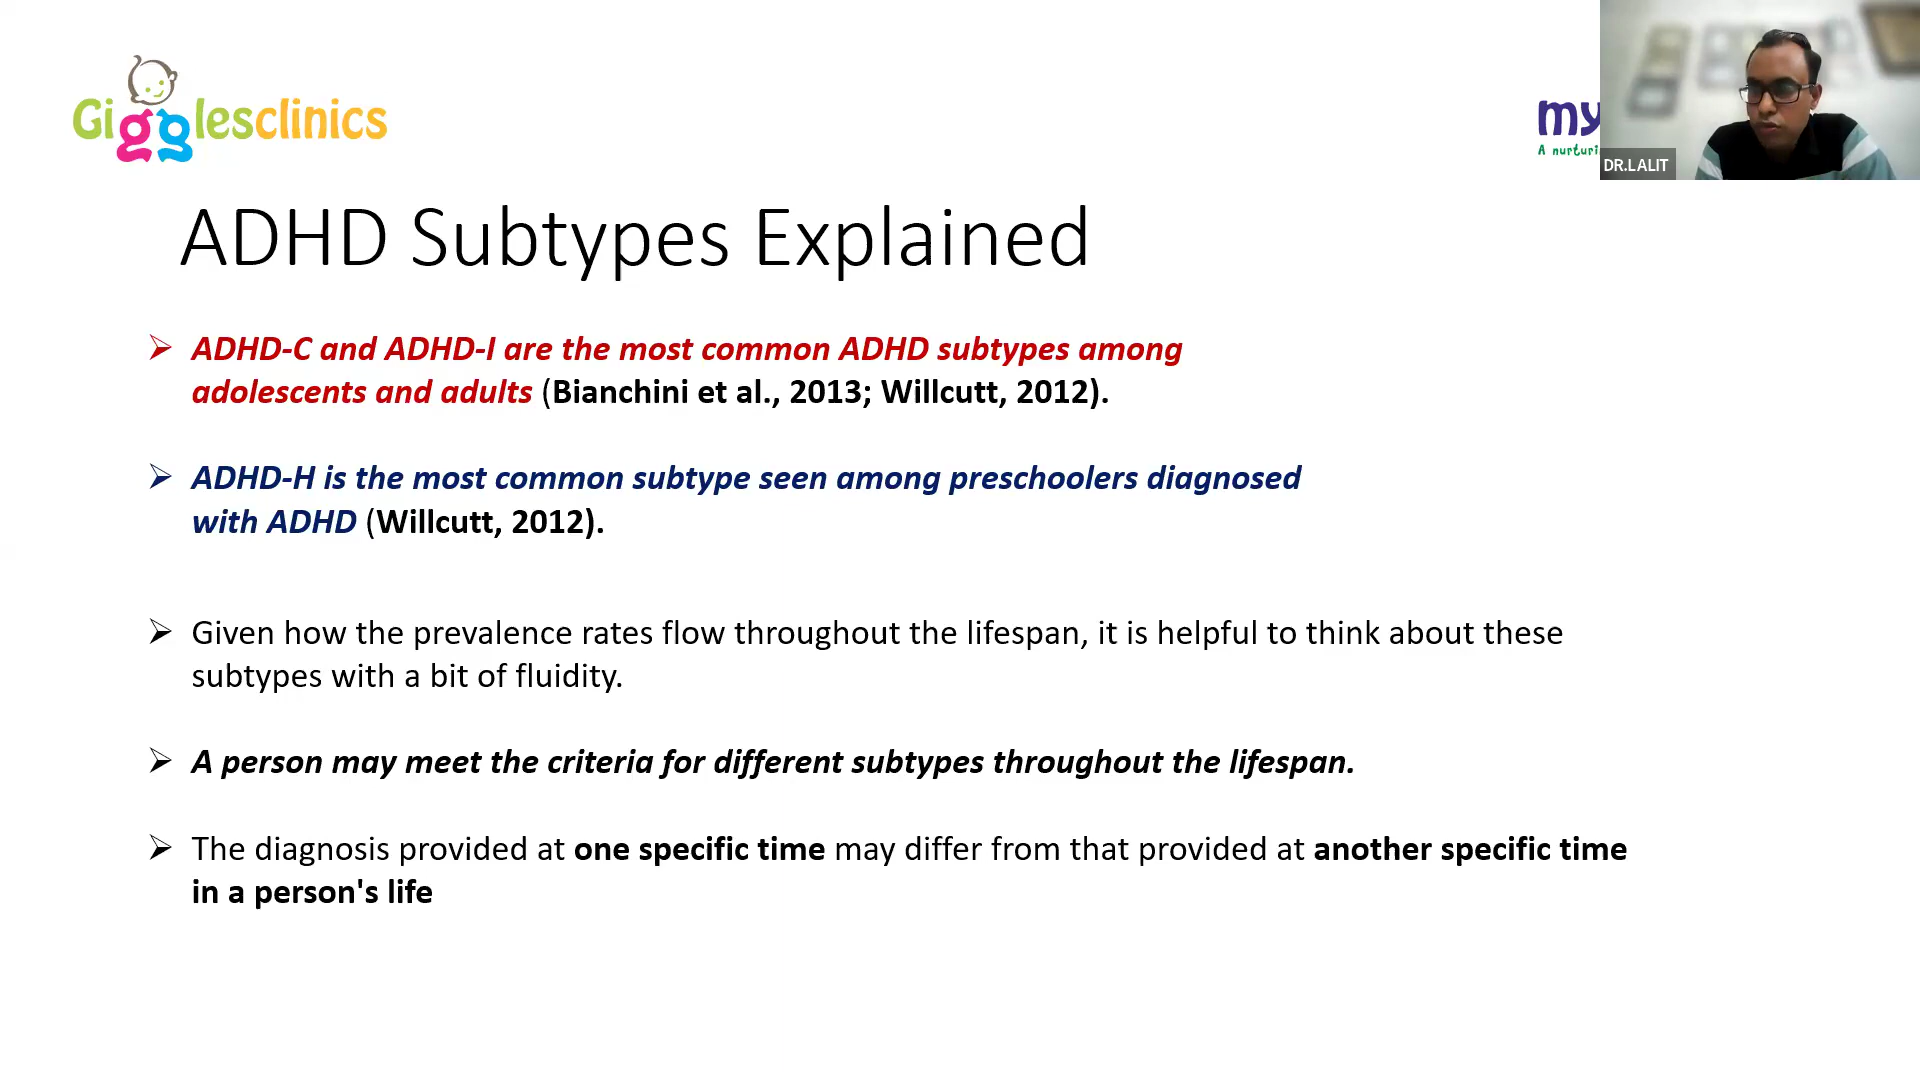 Gigglesclinics
my
A nurturi
DR.LALIT
ADHD Subtypes Explained
ADHD-C and ADHD-I are the most common ADHD subtypes among
adolescents and adults (Bianchini et al., 2013; Willcutt, 2012).
ADHD-H is the most common subtype seen among preschoolers diagnosed
with ADHD (Willcutt, 2012).
Given how the prevalence rates flow throughout the lifespan, it is helpful to think about these
subtypes with a bit of fluidity.
A person may meet the criteria for different subtypes throughout the lifespan.
The diagnosis provided at one specific time may differ from that provided at another specific time
in a person's life